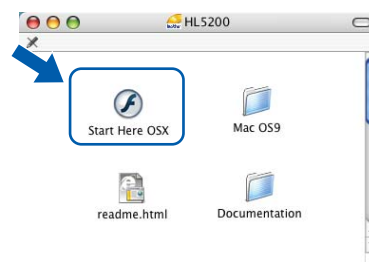 HL5200
Start Here OSX
Mac OS9
readme.html
Documentation